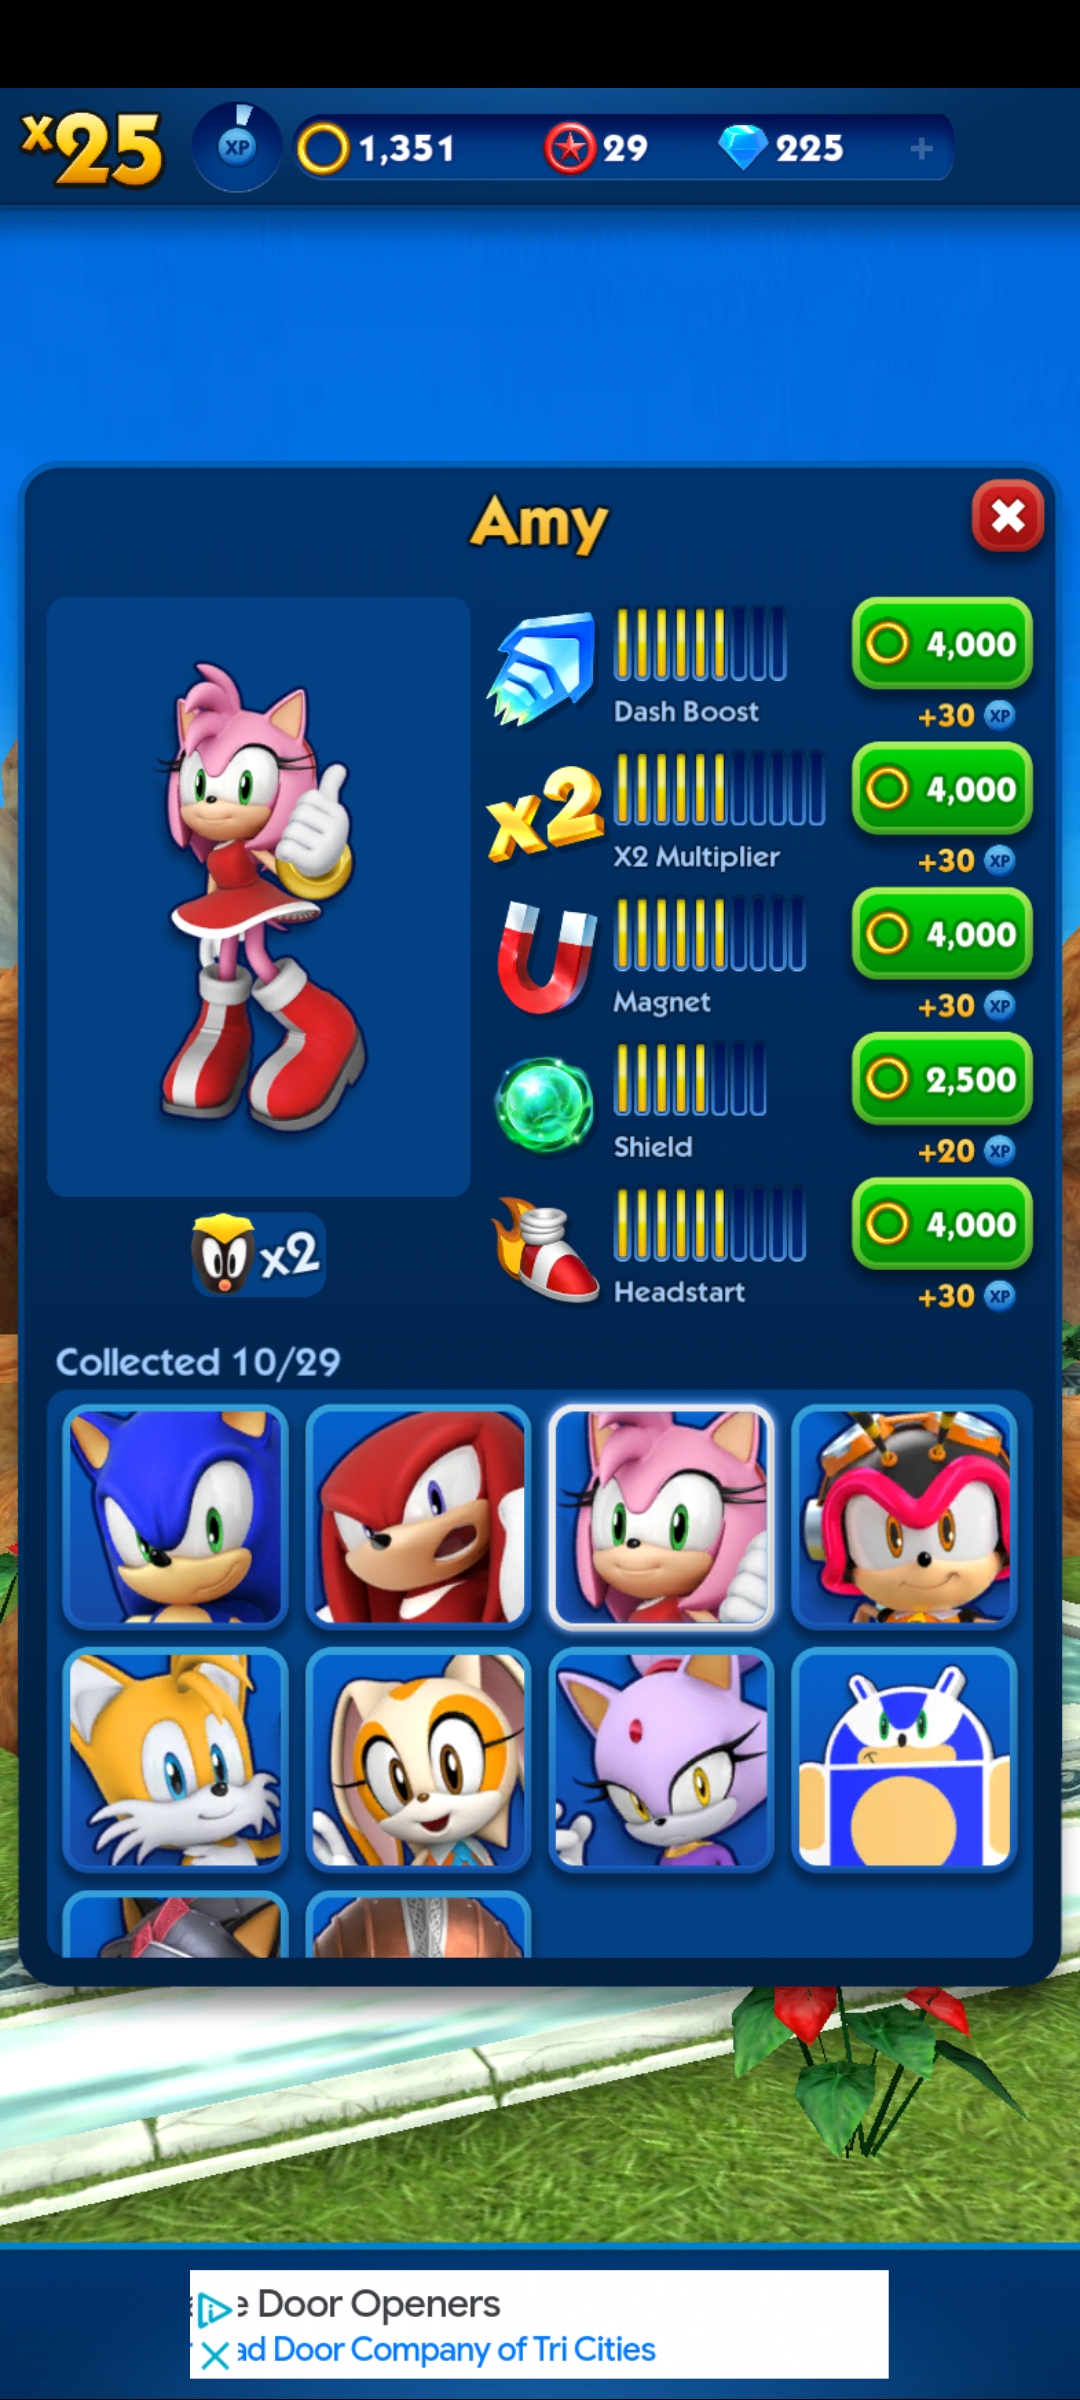 x25 XP 1,351 29 225 +
Amy
4,000
Dash Boost
+30 XP
x2
4,000
X2 Multiplier
+30 XP
4,000
Magnet
+30 XP
2,500
Shield
+20 XP
x2
4,000
Headstart
+30 XP
Collected 10/29
e Door Openers
ad Door Company of Tri Cities